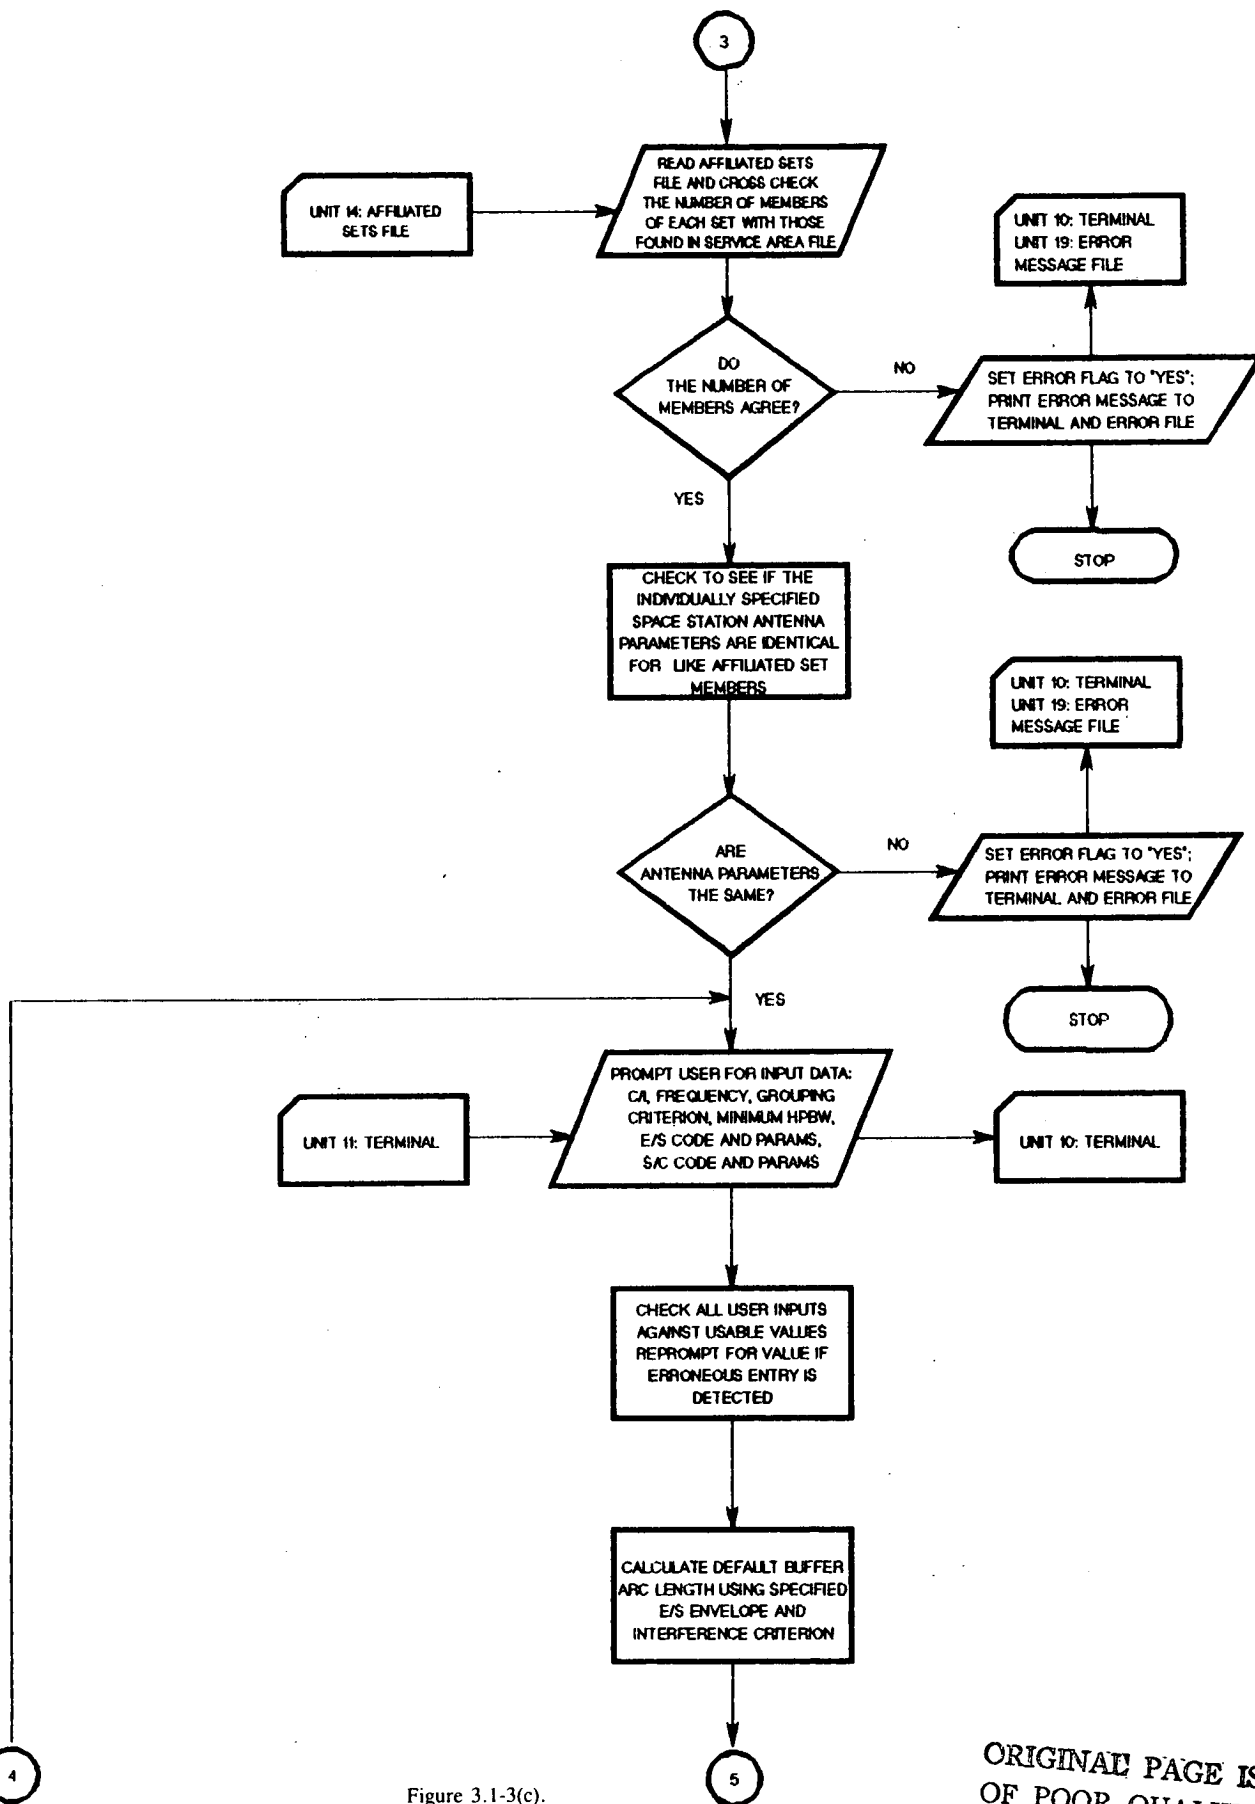 3
READ AFFILIATED SETS
FILE AND CROSS CHECK
THE NUMBER OF MEMBERS
OF EACH SET WITH THOSE
FOUND IN SERVICE AREA FILE
UNIT 14: AFFILIATED
SETS FILE
UNIT 10: TERMINAL
UNIT 19: ERROR
MESSAGE FILE
DO
THE NUMBER OF
MEMBERS AGREE?
NO
SET ERROR FLAG TO "YES";
PRINT ERROR MESSAGE TO
TERMINAL AND ERROR FILE
YES
STOP
CHECK TO SEE IF THE
INDIVIDUALLY SPECIFIED
SPACE STATION ANTENNA
PARAMETERS ARE IDENTICAL
FOR LIKE AFFILIATED SET
MEMBERS
UNIT 10: TERMINAL
UNIT 19: ERROR
MESSAGE FILE
ARE
ANTENNA PARAMETERS
THE SAME?
NO
SET ERROR FLAG TO "YES";
PRINT ERROR MESSAGE TO
TERMINAL AND ERROR FILE
YES
STOP
PROMPT USER FOR INPUT DATA:
C/I, FREQUENCY, GROUPING
CRITERION, MINIMUM HPBW,
E/S CODE AND PARAMS,
S/C CODE AND PARAMS
UNIT 11: TERMINAL
UNIT 10: TERMINAL
CHECK ALL USER INPUTS
AGAINST USABLE VALUES
REPROMPT FOR VALUE IF
ERRONEOUS ENTRY IS
DETECTED
CALCULATE DEFAULT BUFFER
ARC LENGTH USING SPECIFIED
E/S ENVELOPE AND
INTERFERENCE CRITERION
4
5
Figure 3.1-3(c).
ORIGINAL PAGE IS
OF POOR